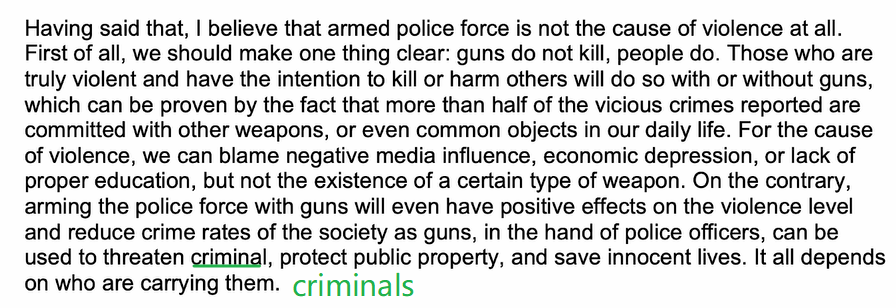 Having said that, I believe that armed police force is not the cause of violence at all.
First of all, we should make one thing clear: guns do not kill, people do. Those who are
truly violent and have the intention to kill or harm others will do so with or without guns,
which can be proven by the fact that more than half of the vicious crimes reported are
committed with other weapons, or even common objects in our daily life. For the cause
of violence, we can blame negative media influence, economic depression, or lack of
proper education, but not the existence of a certain type of weapon. On the contrary,
arming the police force with guns will even have positive effects on the violence level
and reduce crime rates of the society as guns, in the hand of police officers, can be
used to threaten criminal, protect public property, and save innocent lives. It all depends
on who are carrying them. criminals